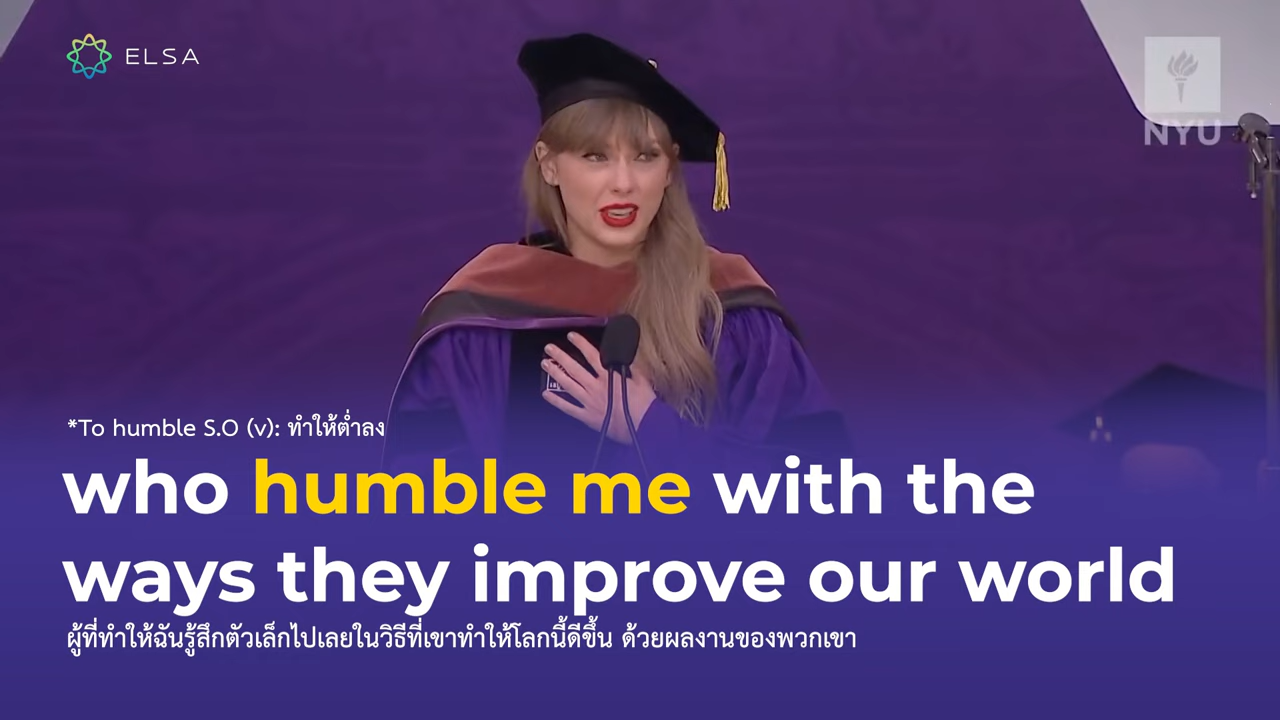 ELSA
NYU
*To humble S.O (v): ทำให้ต่ำลง
who humble me with the
ways they improve our world
ผู้ที่ทำให้ฉันรู้สึกตัวเล็กไปเลยในวิธีที่เขาทำให้โลกนี้ดีขึ้น ด้วยผลงานของพวกเขา